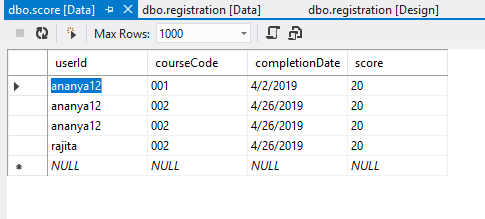 dbo.score [Data] dbo.registration [Data] dbo.registration [Design]
Max Rows: 1000
userId courseCode completionDate score
ananya12 001 4/2/2019 20
ananya12 002 4/26/2019 20
ananya12 002 4/26/2019 20
rajita 002 4/26/2019 20
NULL NULL NULL NULL